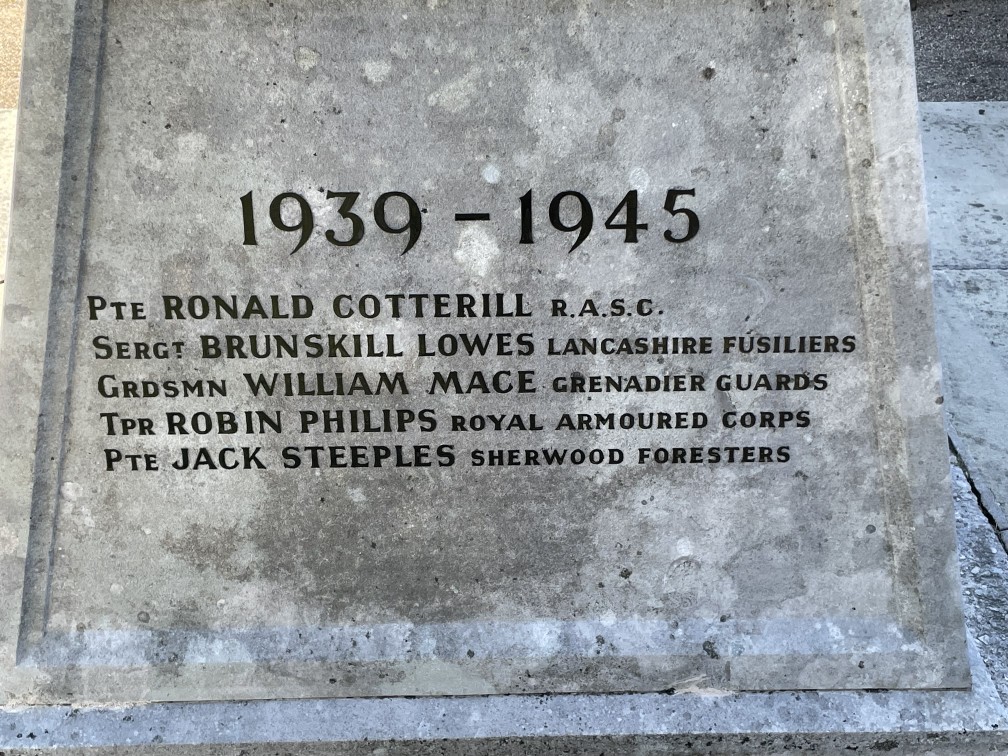 1939 – 1945
PTE RONALD COTTERILL R.A.S.C.
SERGT BRUNSKILL LOWES LANCASHIRE FUSILIERS
GRDSMN WILLIAM MACE GRENADIER GUARDS
TPR ROBIN PHILIPS ROYAL ARMOURED CORPS
PTE JACK STEEPLES SHERWOOD FORESTERS